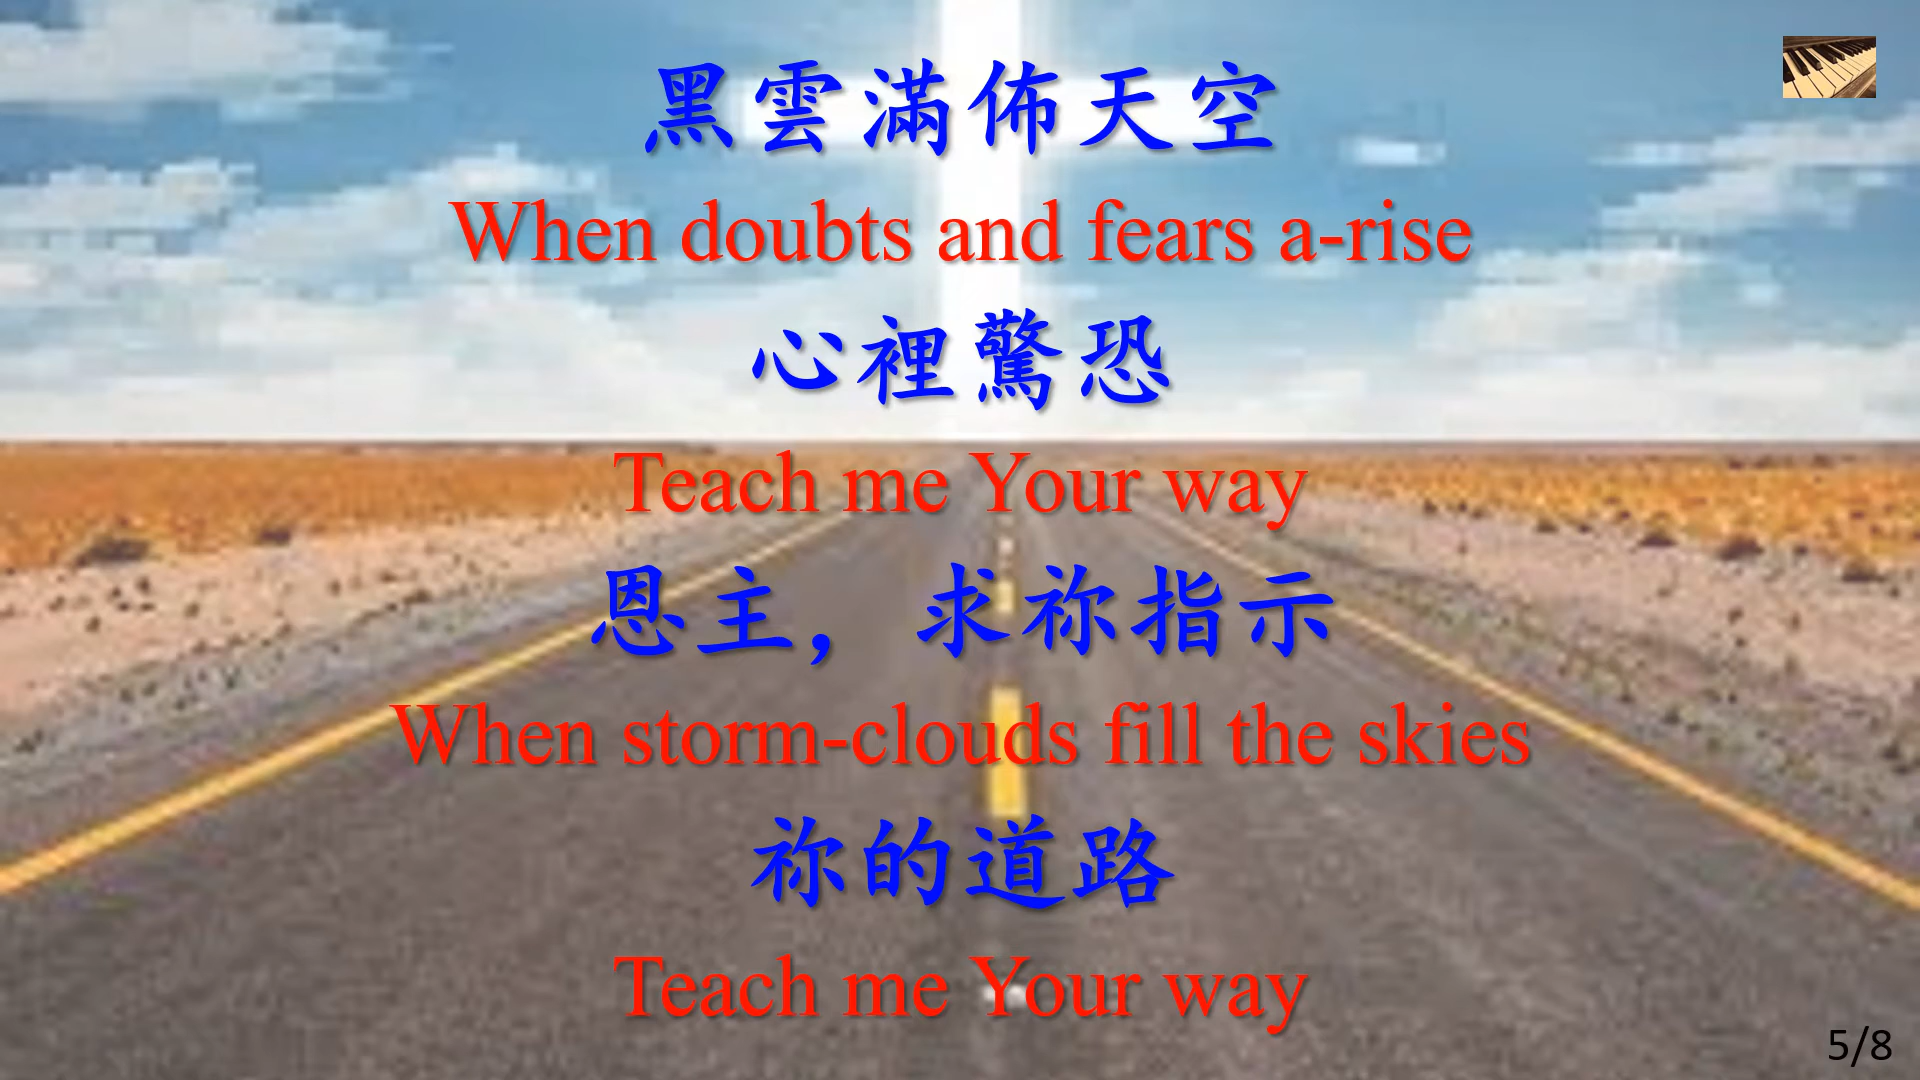 黑雲滿佈天空
When doubts and fears a-rise
心裡驚恐
Teach me Your way
恩主，求祢指示
When storm-clouds fill the skies
祢的道路
Teach me Your way
5/8